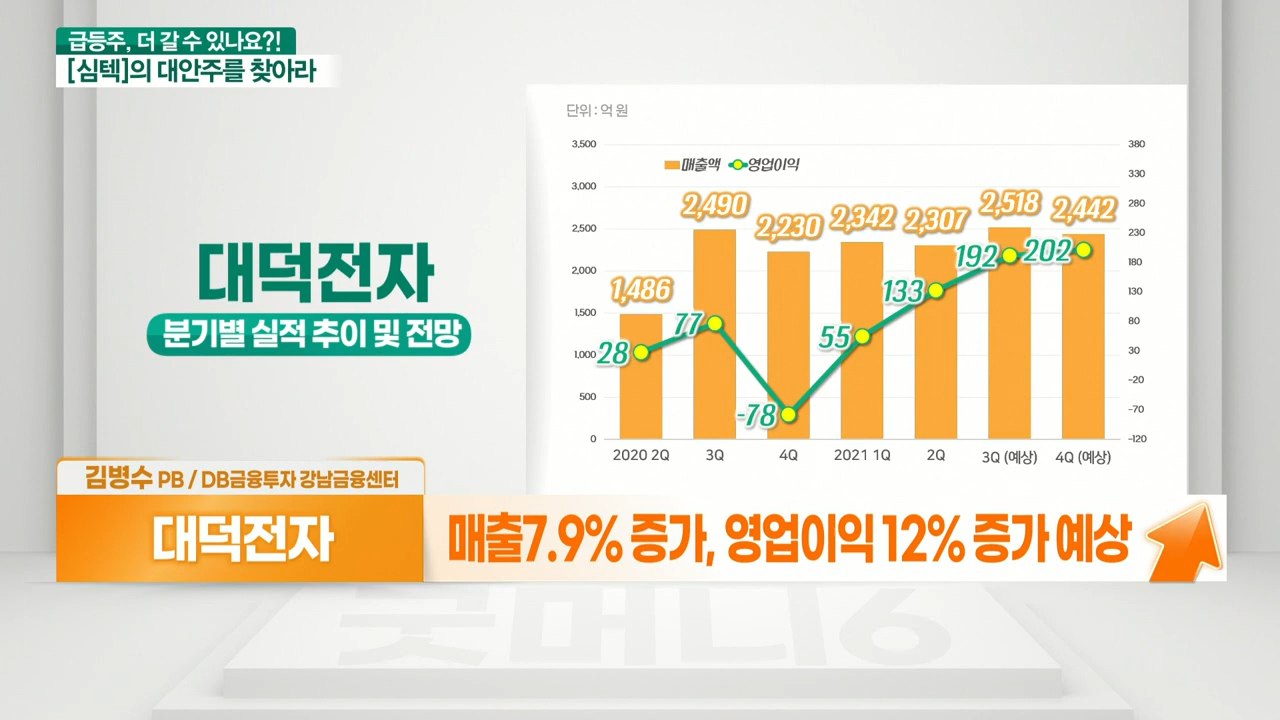 급등주, 더 갈 수 있나요?!
[심텍]의 대안주를 찾아라
대덕전자
분기별 실적 추이 및 전망
단위 : 억 원
매출액 영업이익
3,500
3,000
2,500
2,000
1,500
1,000
500
0
380
330
280
230
180
130
80
30
-20
-70
-120
1,486 2,490 2,230 2,342 2,307 2,518 2,442
28 77 -78 55 133 192 202
2020 2Q 3Q 4Q 2021 1Q 2Q 3Q (예상) 4Q (예상)
김병수 PB / DB금융투자 강남금융센터
대덕전자
매출7.9% 증가, 영업이익 12% 증가 예상
굿머니6